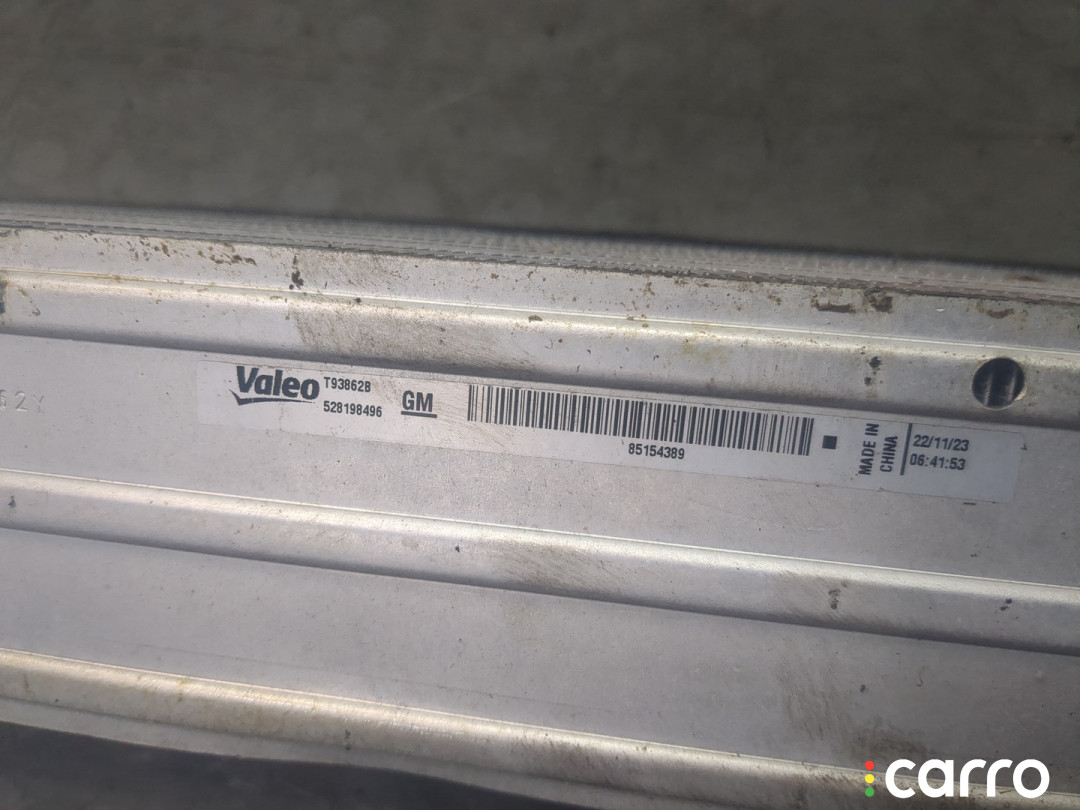 Valeo T93862B
528198496
GM
85154389
MADE IN
CHINA
22/11/23
06:41:53
carro